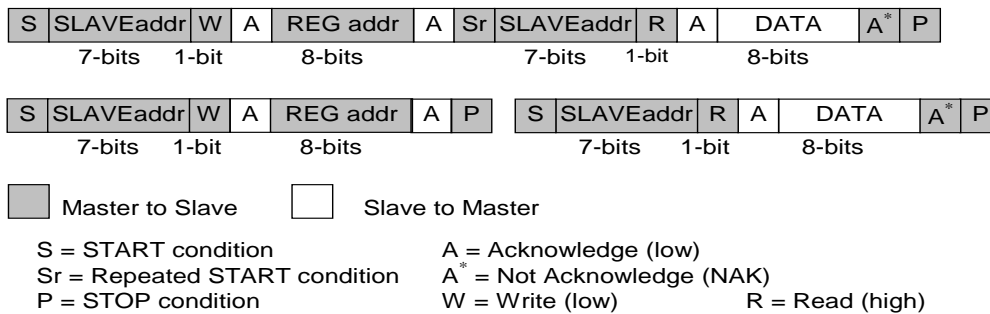 S SLAVEaddr W A REG addr A Sr SLAVEaddr R A DATA A* P
7-bits 1-bit 8-bits 7-bits 1-bit 8-bits
S SLAVEaddr W A REG addr A P S SLAVEaddr R A DATA A* P
7-bits 1-bit 8-bits 7-bits 1-bit 8-bits
Master to Slave Slave to Master
S = START condition A = Acknowledge (low)
Sr = Repeated START condition A* = Not Acknowledge (NAK)
P = STOP condition W = Write (low) R = Read (high)